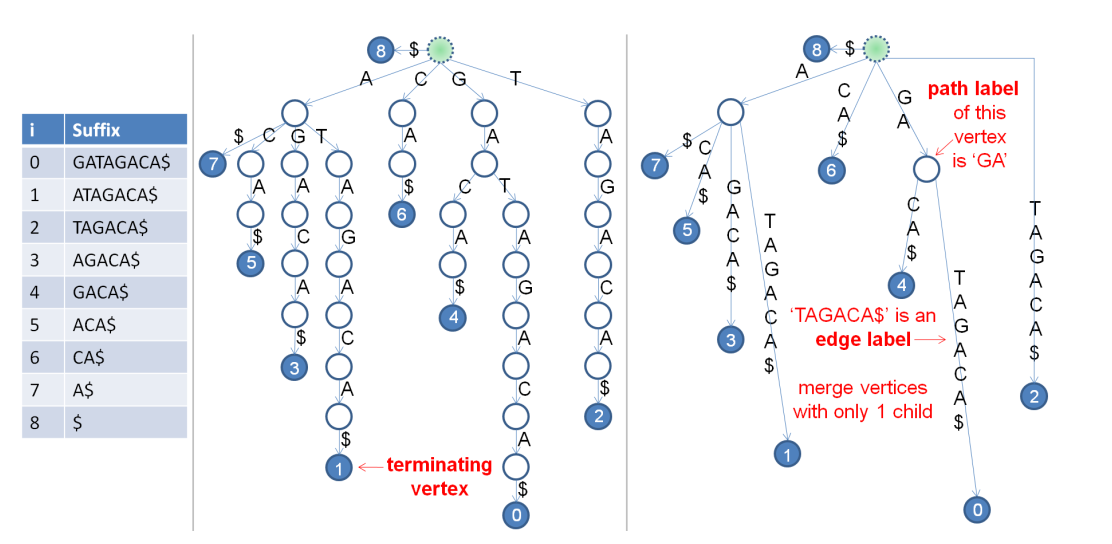 i Suffix
0 GATAGACA$
1 ATAGACA$
2 TAGACA$
3 AGACA$
4 GACA$
5 ACA$
6 CA$
7 A$
8 $
8 $
A C G T
$ C G T A A A
7 A A A A $ C T G
$ C G 6 A A A
5 A A $ G C
$ C 4 A A
3 A C $
$ A 2
1 $
0
terminating
vertex
8 $
A
C
A
$
G
A
path label
of this
vertex
is ‘GA’
7 $
C
A
$
5
G
A
C
A
$
3
T
A
G
A
C
A
$
1
6
C
A
$
4
T
A
G
A
C
A
$
0
T
A
G
A
C
A
$
2
‘TAGACA$’ is an
edge label
merge vertices
with only 1 child